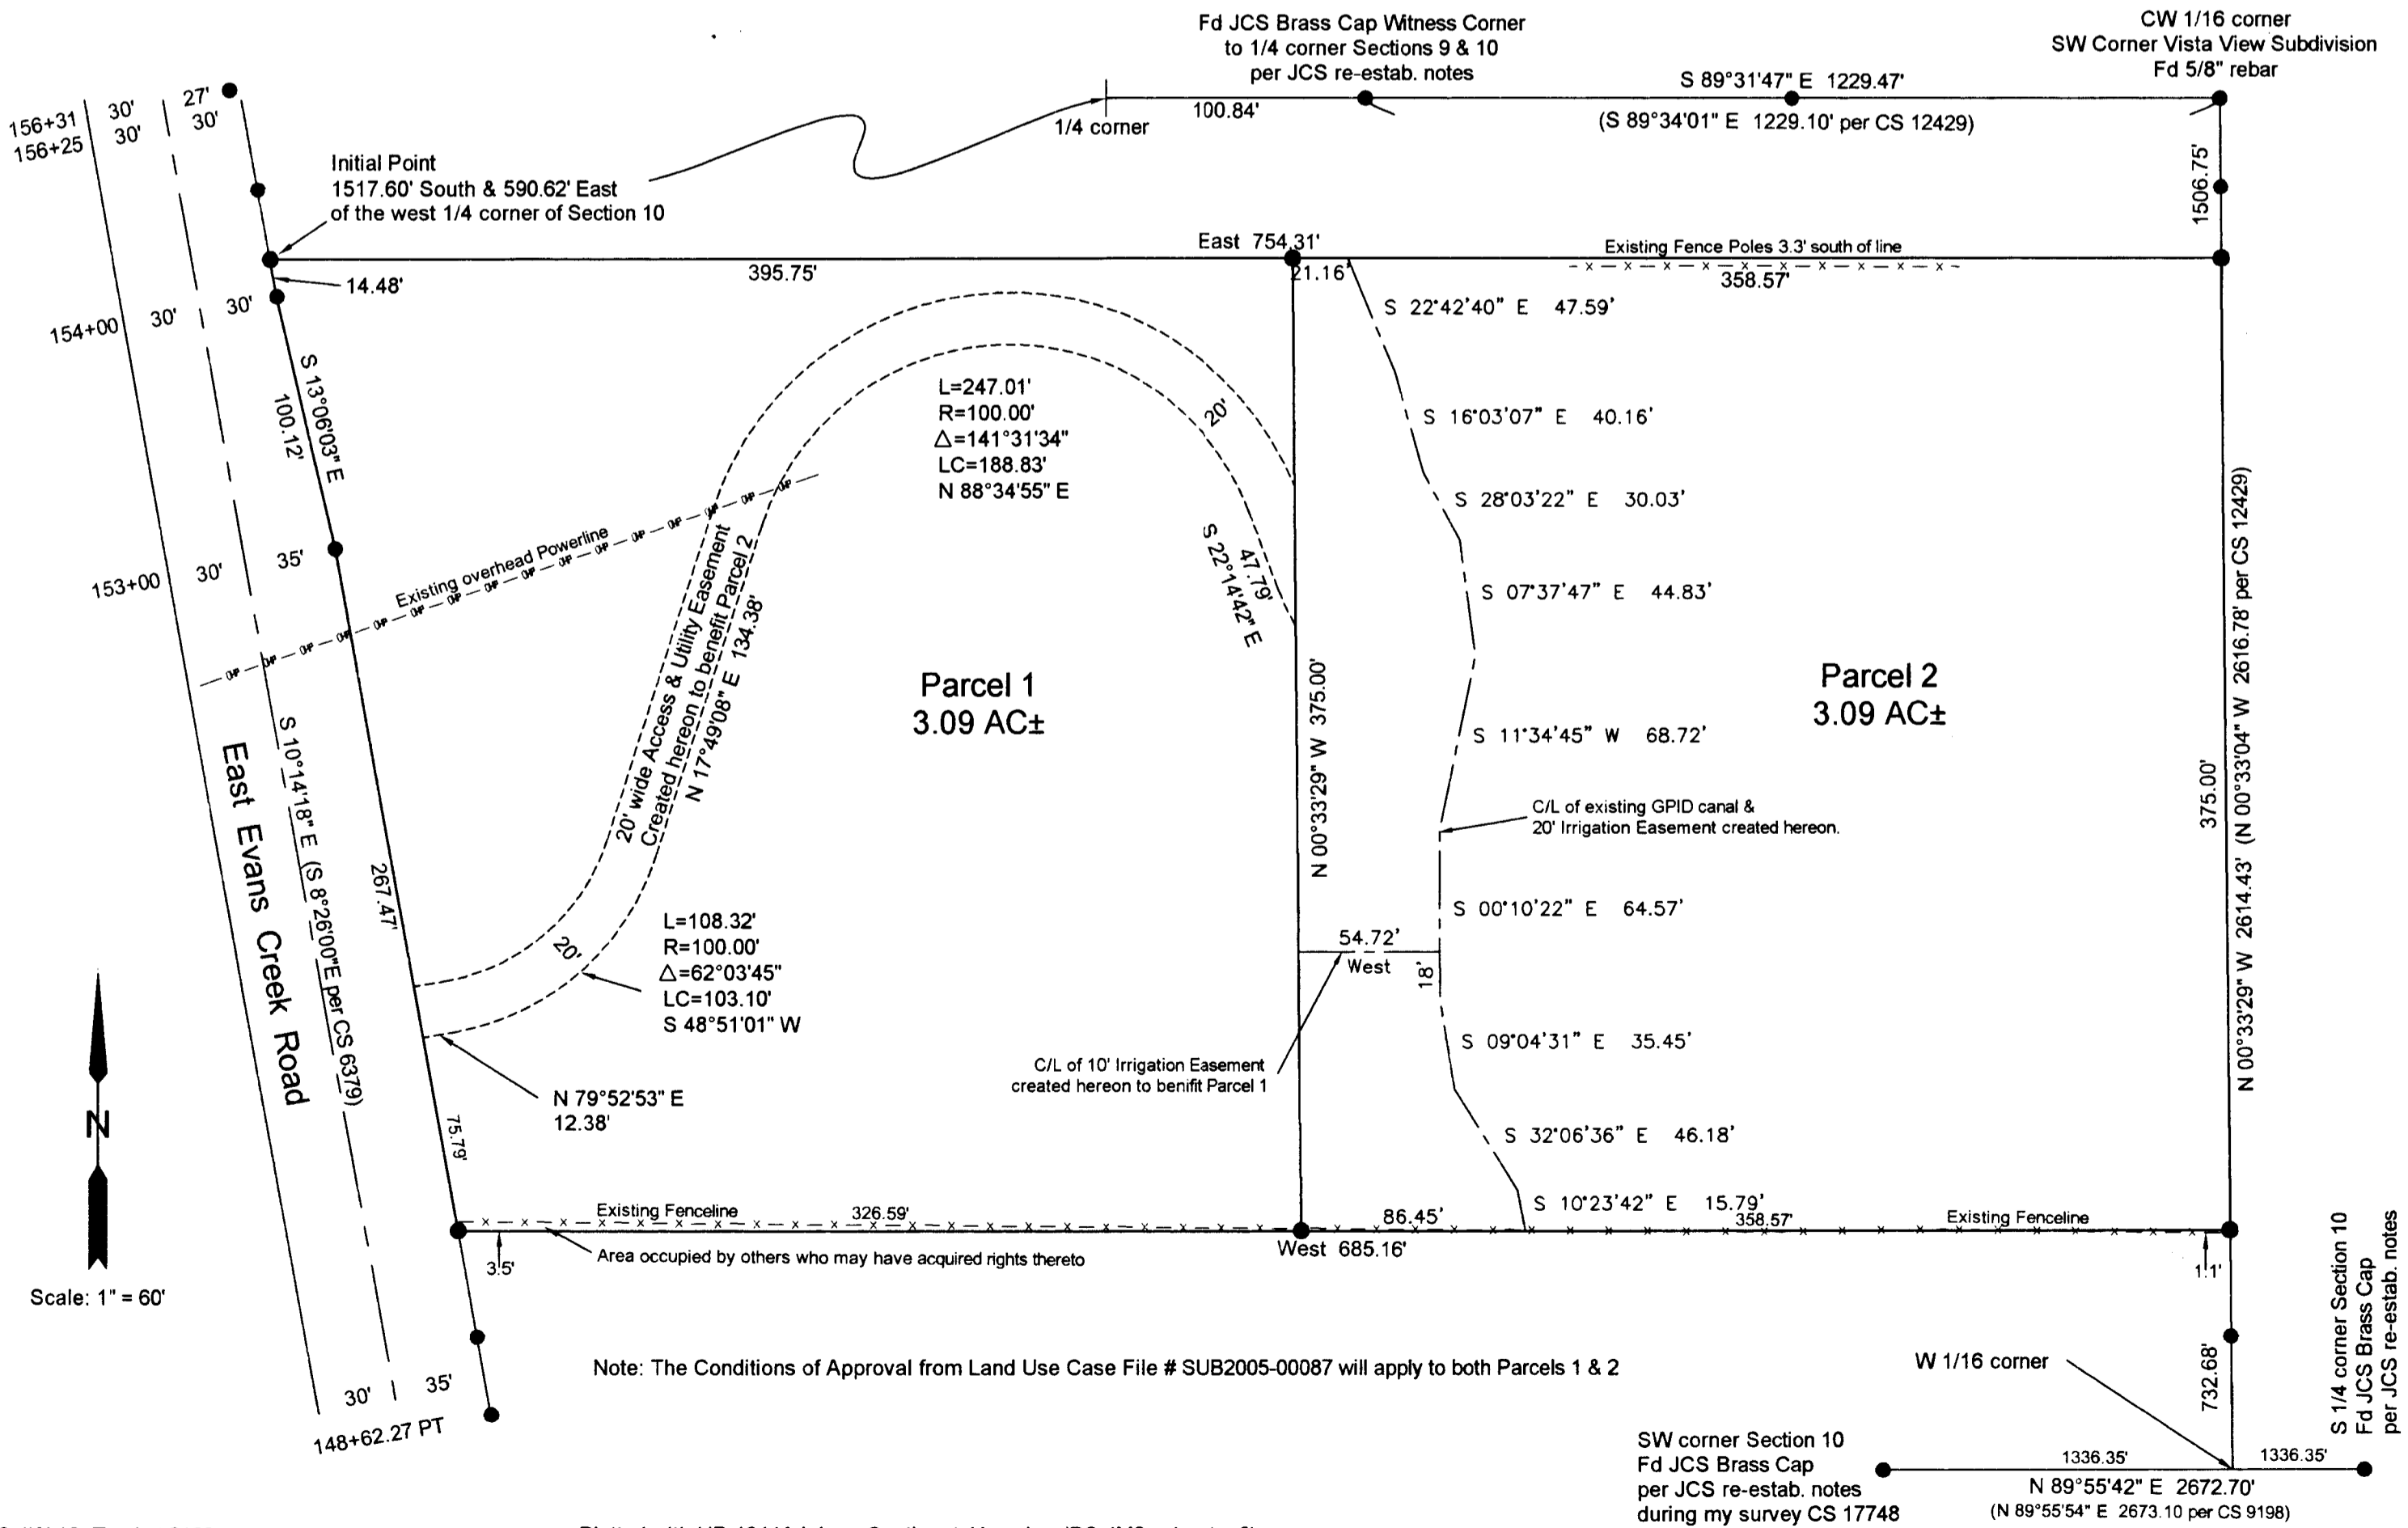 Fd JCS Brass Cap Witness Corner
to 1/4 corner Sections 9 & 10
per JCS re-estab. notes
CW 1/16 corner
SW Corner Vista View Subdivision
Fd 5/8" rebar
S 89°31'47" E 1229.47'
(S 89°34'01" E 1229.10' per CS 12429)
100.84'
1/4 corner
156+31
30'
27'
156+25
30'
30'
Initial Point
1517.60' South & 590.62' East
of the west 1/4 corner of Section 10
1506.75'
East 754.31'
Existing Fence Poles 3.3' south of line
395.75'
21.16'
358.57'
14.48'
154+00
30'
30'
S 13°06'03" E
100.12'
S 22°42'40" E 47.59'
L=247.01'
R=100.00'
△=141°31'34"
LC=188.83'
N 88°34'55" E
20'
S 16°03'07" E 40.16'
S 28°03'22" E 30.03'
153+00
30'
35'
Existing overhead Powerline
OHP
47.79'
S 22°14'42" E
S 07°37'47" E 44.83'
20' wide Access & Utility Easement
Created hereon to benefit Parcel 2
N 17°49'08" E 134.38'
Parcel 1
3.09 AC±
N 00°33'29" W 375.00'
Parcel 2
3.09 AC±
S 11°34'45" W 68.72'
C/L of existing GPID canal &
20' Irrigation Easement created hereon.
375.00'
N 00°33'29" W 2614.43' (N 00°33'04" W 2616.78' per CS 12429)
East Evans Creek Road
S 10°14'18" E (S 8°26'00"E per CS 6379)
267.47'
S 00°10'22" E 64.57'
L=108.32'
R=100.00'
△=62°03'45"
LC=103.10'
S 48°51'01" W
20'
54.72'
West
18'
S 09°04'31" E 35.45'
C/L of 10' Irrigation Easement
created hereon to benifit Parcel 1
N 79°52'53" E
12.38'
75.79'
S 32°06'36" E 46.18'
N
Scale: 1" = 60'
Existing Fenceline
326.59'
86.45'
S 10°23'42" E 15.79'
358.57'
Existing Fenceline
West 685.16'
3.5'
Area occupied by others who may have acquired rights thereto
1.1'
S 1/4 corner Section 10
Fd JCS Brass Cap
per JCS re-estab. notes
Note: The Conditions of Approval from Land Use Case File # SUB2005-00087 will apply to both Parcels 1 & 2
W 1/16 corner
732.68'
30'
35'
148+62.27 PT
SW corner Section 10
Fd JCS Brass Cap
per JCS re-estab. notes
during my survey CS 17748
1336.35'
1336.35'
N 89°55'42" E 2672.70'
(N 89°55'54" E 2673.10 per CS 9198)